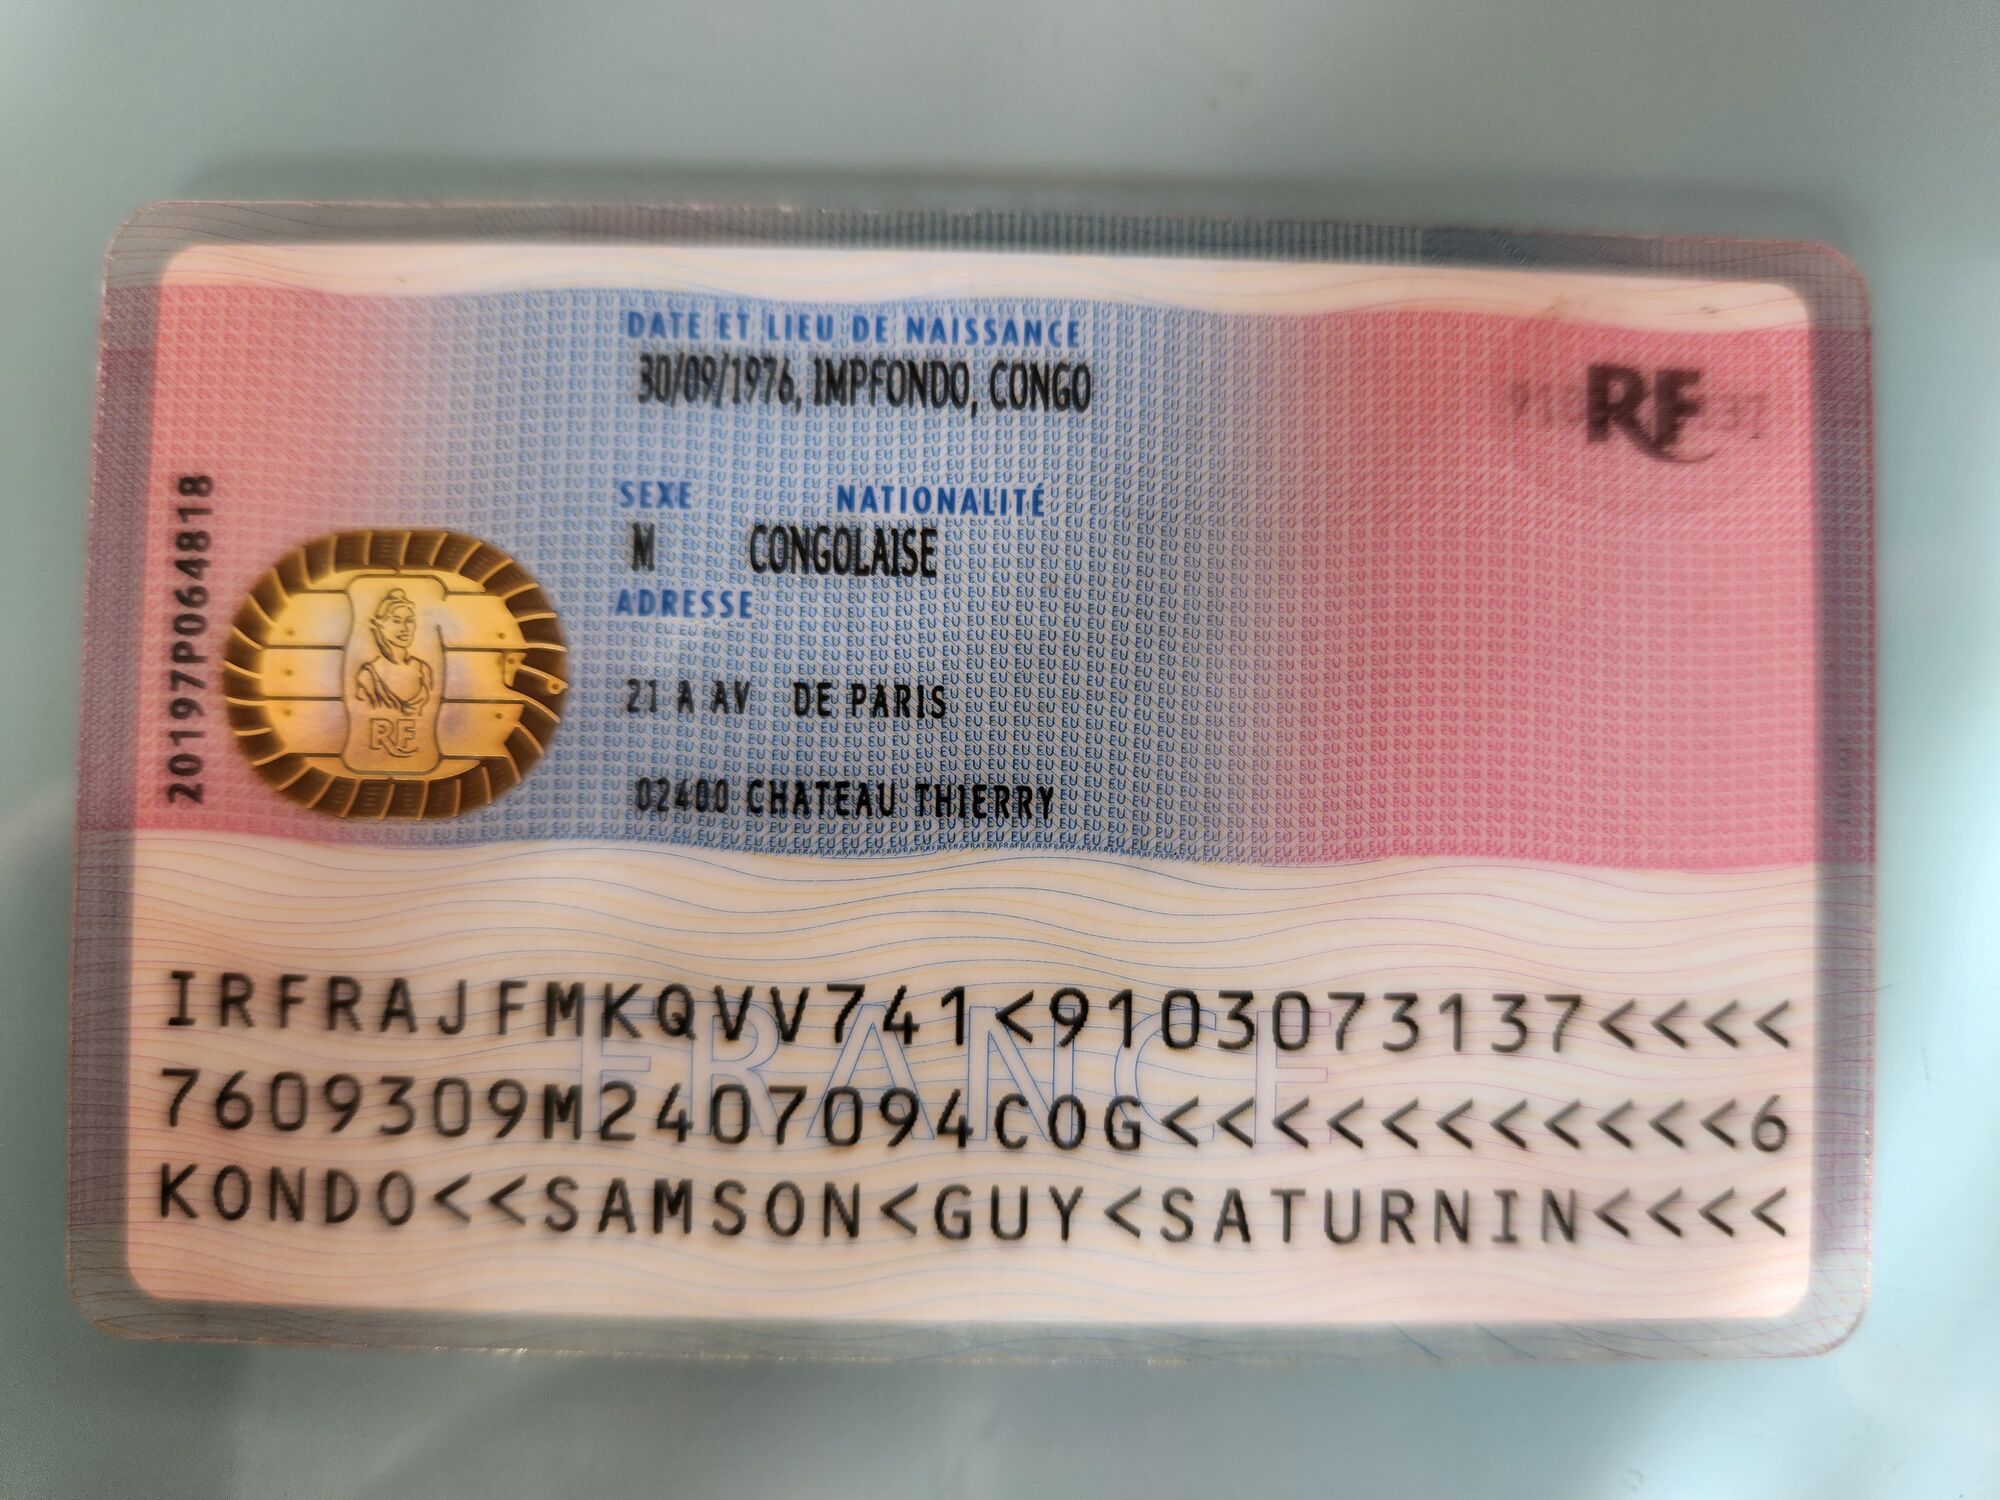 DATE ET LIEU DE NAISSANCE
30/09/1976, IMPFONDO, CONGO
RF
SEXE NATIONALITÉ
M CONGOLAISE
ADRESSE
21 A AV DE PARIS
02400 CHATEAU THIERRY
20197P064818
RF
FRANCE
IRFRAJFMKQVV741<9103073137<<<<
7609309M2407094COG<<<<<<<<<<<6
KONDO<<SAMSON<GUY<SATURNIN<<<<